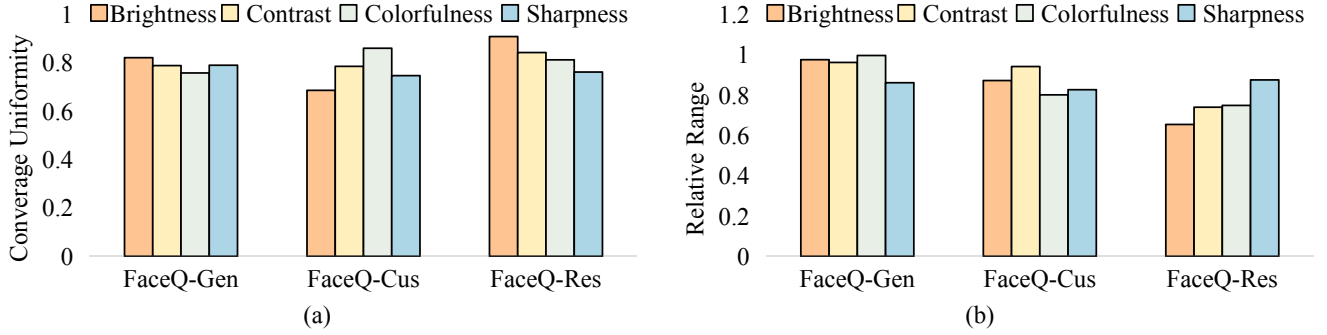 Brightness Contrast Colorfulness Sharpness
Converage Uniformity
1
0.8
0.6
0.4
0.2
0
FaceQ-Gen FaceQ-Cus FaceQ-Res
(a)
Brightness Contrast Colorfulness Sharpness
Relative Range
1.2
1
0.8
0.6
0.4
0.2
0
FaceQ-Gen FaceQ-Cus FaceQ-Res
(b)